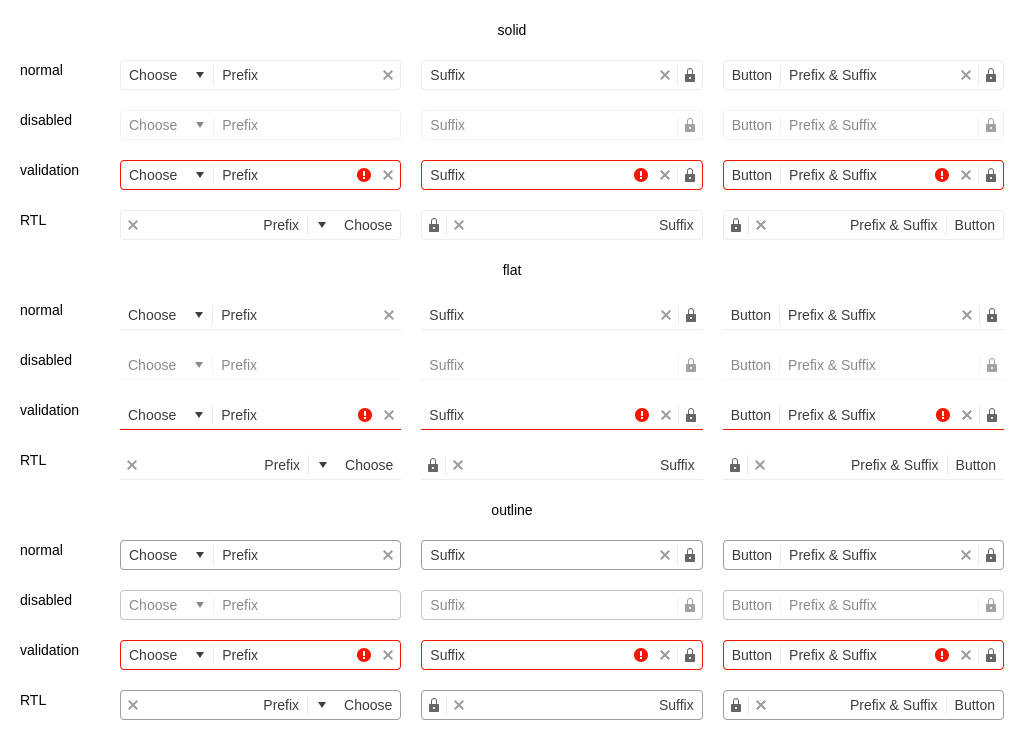 solid
normal Choose Prefix Suffix Button Prefix & Suffix
disabled Choose Prefix Suffix Button Prefix & Suffix
validation Choose Prefix Suffix Button Prefix & Suffix
RTL Prefix Choose Suffix Prefix & Suffix Button
flat
normal Choose Prefix Suffix Button Prefix & Suffix
disabled Choose Prefix Suffix Button Prefix & Suffix
validation Choose Prefix Suffix Button Prefix & Suffix
RTL Prefix Choose Suffix Prefix & Suffix Button
outline
normal Choose Prefix Suffix Button Prefix & Suffix
disabled Choose Prefix Suffix Button Prefix & Suffix
validation Choose Prefix Suffix Button Prefix & Suffix
RTL Prefix Choose Suffix Prefix & Suffix Button